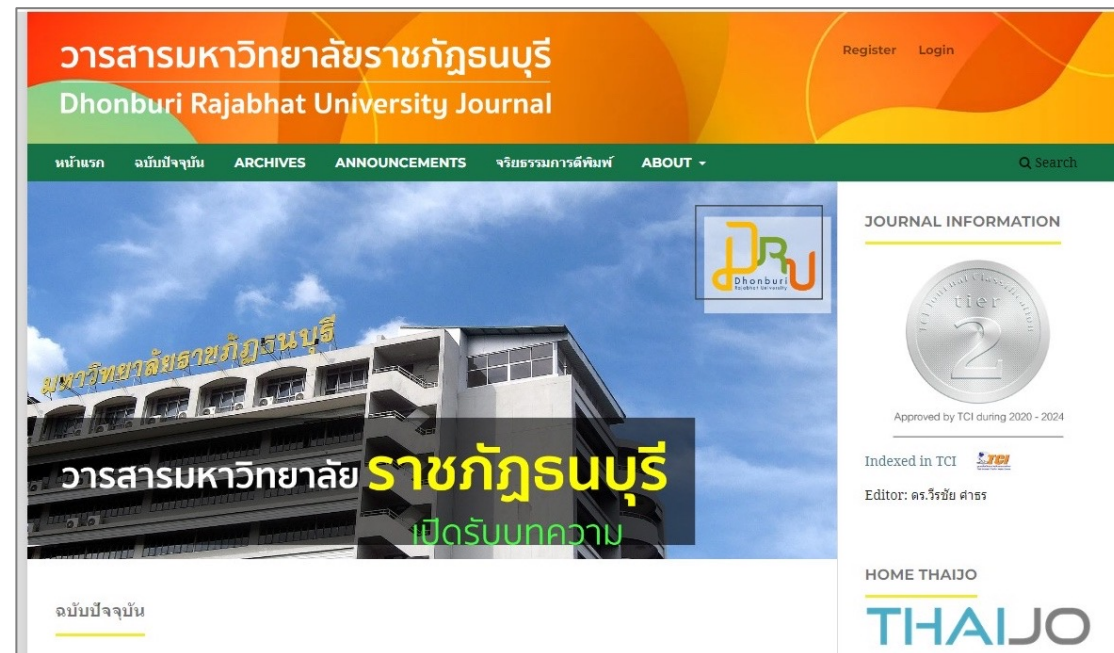 วารสารมหาวิทยาลัยราชภัฏธนบุรี
Dhonburi Rajabhat University Journal
Register Login
หน้าแรก ฉบับปัจจุบัน ARCHIVES ANNOUNCEMENTS จริยธรรมการตีพิมพ์ ABOUT
Search
DRU
Dhonburi
Rajabhat University
มหาวิทยาลัยราชภัฏธนบุรี
วารสารมหาวิทยาลัย ราชภัฏธนบุรี
เปิดรับบทความ
ฉบับปัจจุบัน
JOURNAL INFORMATION
TCI Journal Classification
tier
2
Approved by TCI during 2020 - 2024
Indexed in TCI TCI
Editor: ดร.วีรชัย คำธร
HOME THAIJO
THAIJO